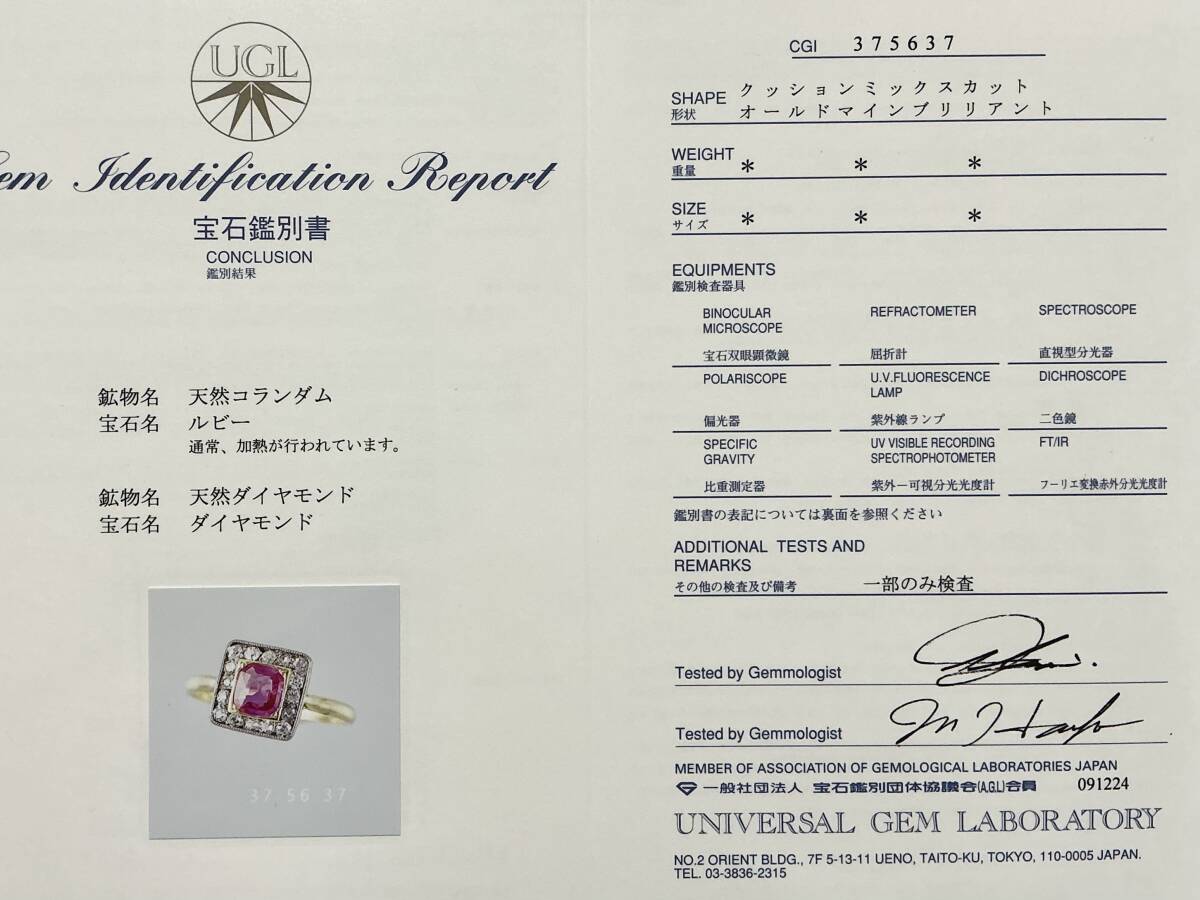 UGL
em Identification Report
宝石鑑別書
CONCLUSION
鑑別結果
鉱物名 天然コランダム
宝石名 ルビー
通常、加熱が行われています。
鉱物名 天然ダイヤモンド
宝石名 ダイヤモンド
37 56 37
CGI 375637
SHAPE クッションミックスカット
形状 オールドマインブリリアント
WEIGHT
重量 * * *
SIZE
サイズ * * *
EQUIPMENTS
鑑別検査器具
BINOCULAR MICROSCOPE REFRACTOMETER SPECTROSCOPE
宝石双眼顕微鏡 屈折計 直視型分光器
POLARISCOPE U.V.FLUORESCENCE LAMP DICHROSCOPE
偏光器 紫外線ランプ 二色鏡
SPECIFIC GRAVITY UV VISIBLE RECORDING SPECTROPHOTOMETER FT/IR
比重測定器 紫外ー可視分光光度計 フーリエ変換赤外分光光度計
鑑別書の表記については裏面を参照ください
ADDITIONAL TESTS AND
REMARKS
その他の検査及び備考 一部のみ検査
Tested by Gemmologist
Tested by Gemmologist
MEMBER OF ASSOCIATION OF GEMOLOGICAL LABORATORIES JAPAN
一般社団法人 宝石鑑別団体協議会(A.G.L)会員 091224
UNIVERSAL GEM LABORATORY
NO.2 ORIENT BLDG., 7F 5-13-11 UENO, TAITO-KU, TOKYO, 110-0005 JAPAN.
TEL. 03-3836-2315